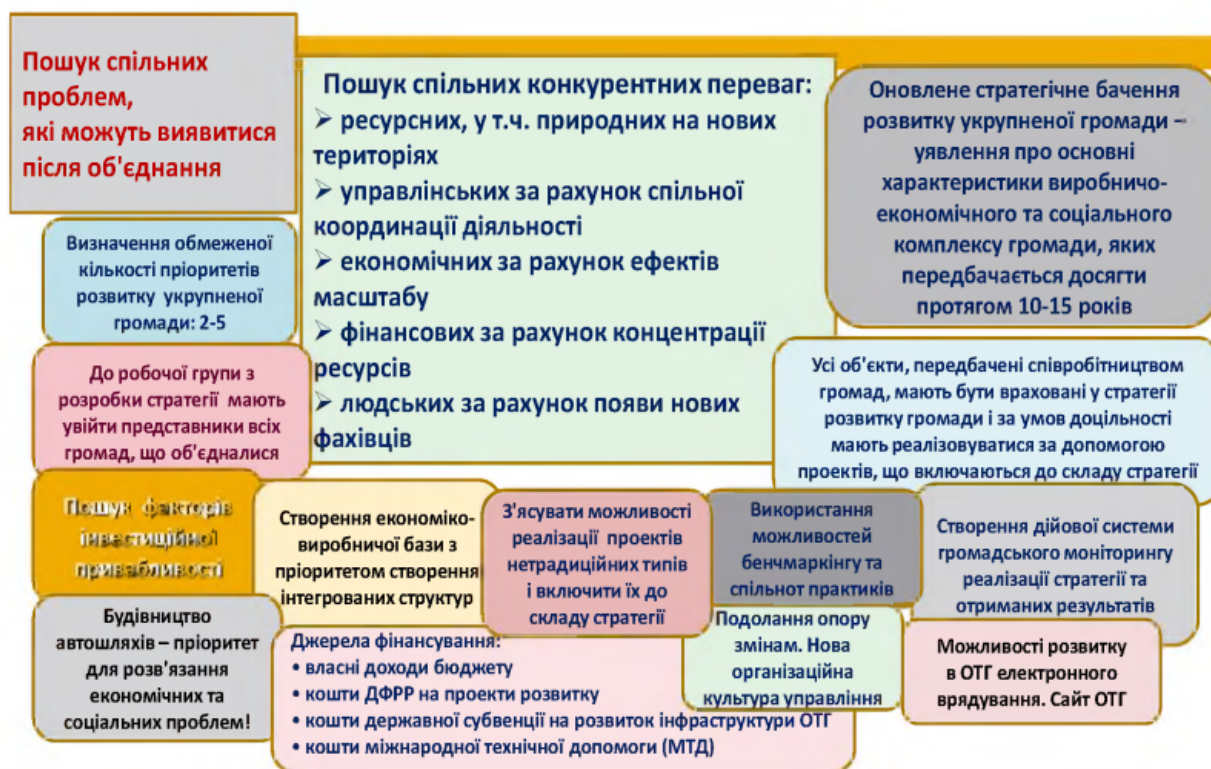 Пошук спільних
проблем,
які можуть виявитися
після об'єднання
Пошук спільних конкурентних переваг:
➢ ресурсних, у т.ч. природних на нових
територіях
➢ управлінських за рахунок спільної
координації діяльності
➢ економічних за рахунок ефектів
масштабу
➢ фінансових за рахунок концентрації
ресурсів
➢ людських за рахунок появи нових
фахівців
Оновлене стратегічне бачення
розвитку укрупненої громади –
уявлення про основні
характеристики виробничо-
економічного та соціального
комплексу громади, яких
передбачається досягти
протягом 10-15 років
Визначення обмеженої
кількості пріоритетів
розвитку укрупненої
громади: 2-5
До робочої групи з
розробки стратегії мають
увійти представники всіх
громад, що об'єдналися
Усі об'єкти, передбачені співробітництвом
громад, мають бути враховані у стратегії
розвитку громади і за умов доцільності
мають реалізовуватися за допомогою
проектів, що включаються до складу стратегії
Пошук факторів
інвестиційної
привабливості
Створення економіко-
виробничої бази з
пріоритетом створення
інтегрованих структур
З'ясувати можливості
реалізації проектів
нетрадиційних типів
і включити їх до
складу стратегії
Використання
можливостей
бенчмаркінгу та
спільнот практиків
Створення дійової системи
громадського моніторингу
реалізації стратегії та
отриманих результатів
Будівництво
автошляхів – пріоритет
для розв'язання
економічних та
соціальних проблем!
Джерела фінансування:
• власні доходи бюджету
• кошти ДФРР на проекти розвитку
• кошти державної субвенції на розвиток інфраструктури ОТГ
• кошти міжнародної технічної допомоги (МТД)
Подолання опору
змінам. Нова
організаційна
культура управління
Можливості розвитку
в ОТГ електронного
врядування. Сайт ОТГ